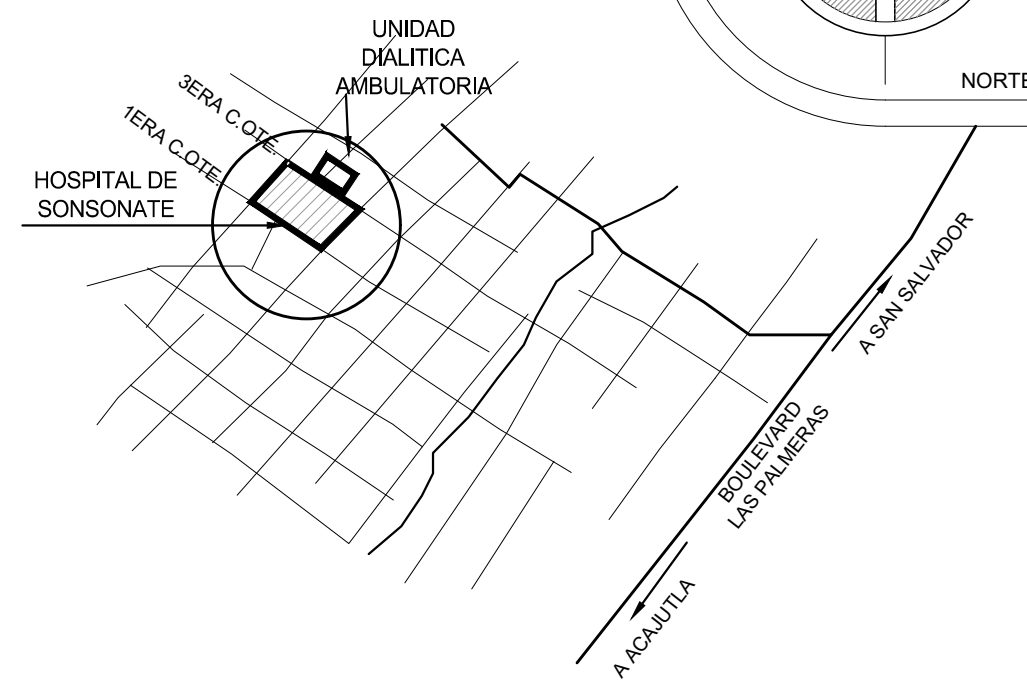 UNIDAD
DIALITICA
AMBULATORIA
NORTE
3ERA C.OTE.
1ERA C.OTE.
HOSPITAL DE
SONSONATE
A SAN SALVADOR
BOULEVARD
LAS PALMERAS
A ACAJUTLA